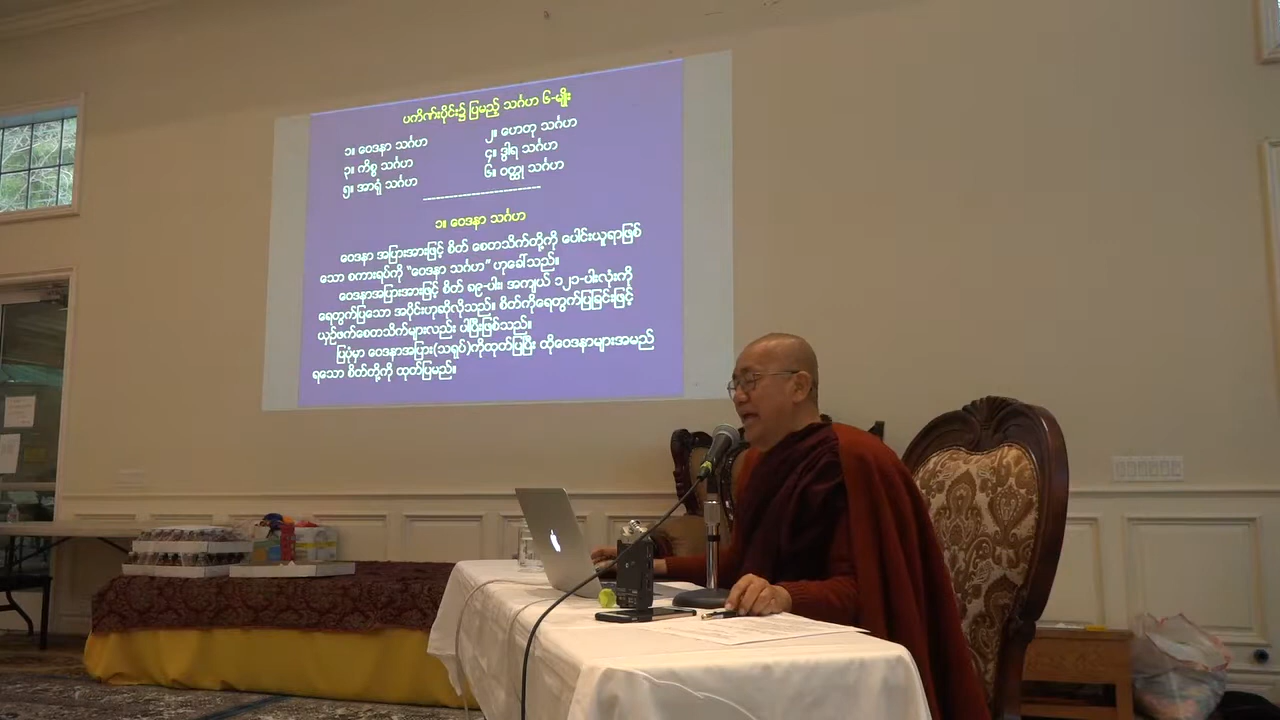 ပကိဏ်းပိုင်း၌ ပြမည့် သင်္ဂဟ ၆-မျိုး
၁။ ဝေဒနာ သင်္ဂဟ ၂။ ဟေတု သင်္ဂဟ
၃။ ကိစ္စ သင်္ဂဟ ၄။ ဒွါရ သင်္ဂဟ
၅။ အာရုံ သင်္ဂဟ ၆။ ဝတ္ထု သင်္ဂဟ
၁။ ဝေဒနာ သင်္ဂဟ
ဝေဒနာ အပြားအားဖြင့် စိတ် စေတသိက်တို့ကို ပေါင်းယူရာဖြစ်
သော စကားရပ်ကို “ဝေဒနာ သင်္ဂဟ” ဟုခေါ်သည်။
ဝေဒနာအပြားအားဖြင့် စိတ် ၈၉-ပါး၊ အကျယ် ၁၂၁-ပါးလုံးကို
ရေတွက်ပြသော အပိုင်းဟုဆိုလိုသည်။ စိတ်ကိုရေတွက်ပြခြင်းဖြင့်
ယှဉ်ဖက်စေတသိက်များလည်း ပါပြီးဖြစ်သည်။
ပြပုံမှာ ဝေဒနာအပြား(သရုပ်)ကိုထုတ်ပြပြီး ထိုဝေဒနာများအမည်
ရသော စိတ်တို့ကို ထုတ်ပြမည်။